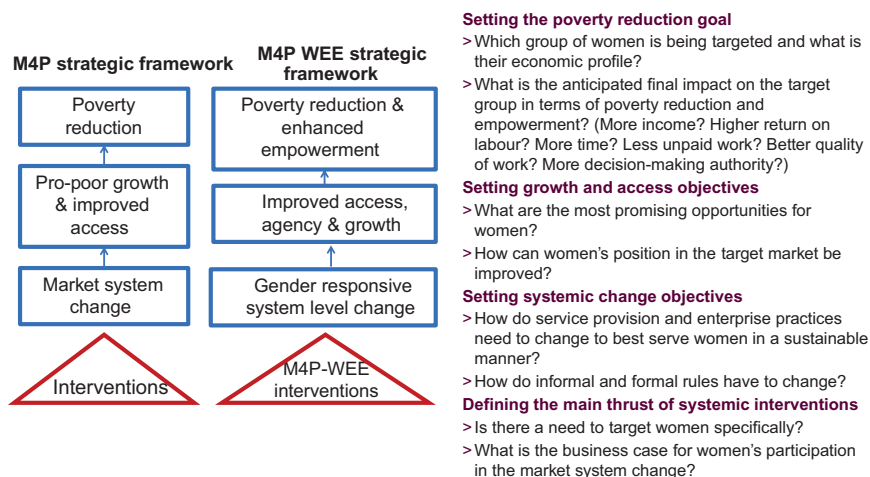 M4P strategic framework
Poverty
reduction
Pro-poor growth
& improved
access
Market system
change
Interventions
M4P WEE strategic
framework
Poverty reduction &
enhanced
empowerment
Improved access,
agency & growth
Gender responsive
system level change
M4P-WEE
interventions
Setting the poverty reduction goal
> Which group of women is being targeted and what is
their economic profile?
> What is the anticipated final impact on the target
group in terms of poverty reduction and
empowerment? (More income? Higher return on
labour? More time? Less unpaid work? Better quality
of work? More decision-making authority?)
Setting growth and access objectives
> What are the most promising opportunities for
women?
> How can women’s position in the target market be
improved?
Setting systemic change objectives
> How do service provision and enterprise practices
need to change to best serve women in a sustainable
manner?
> How do informal and formal rules have to change?
Defining the main thrust of systemic interventions
> Is there a need to target women specifically?
> What is the business case for women’s participation
in the market system change?